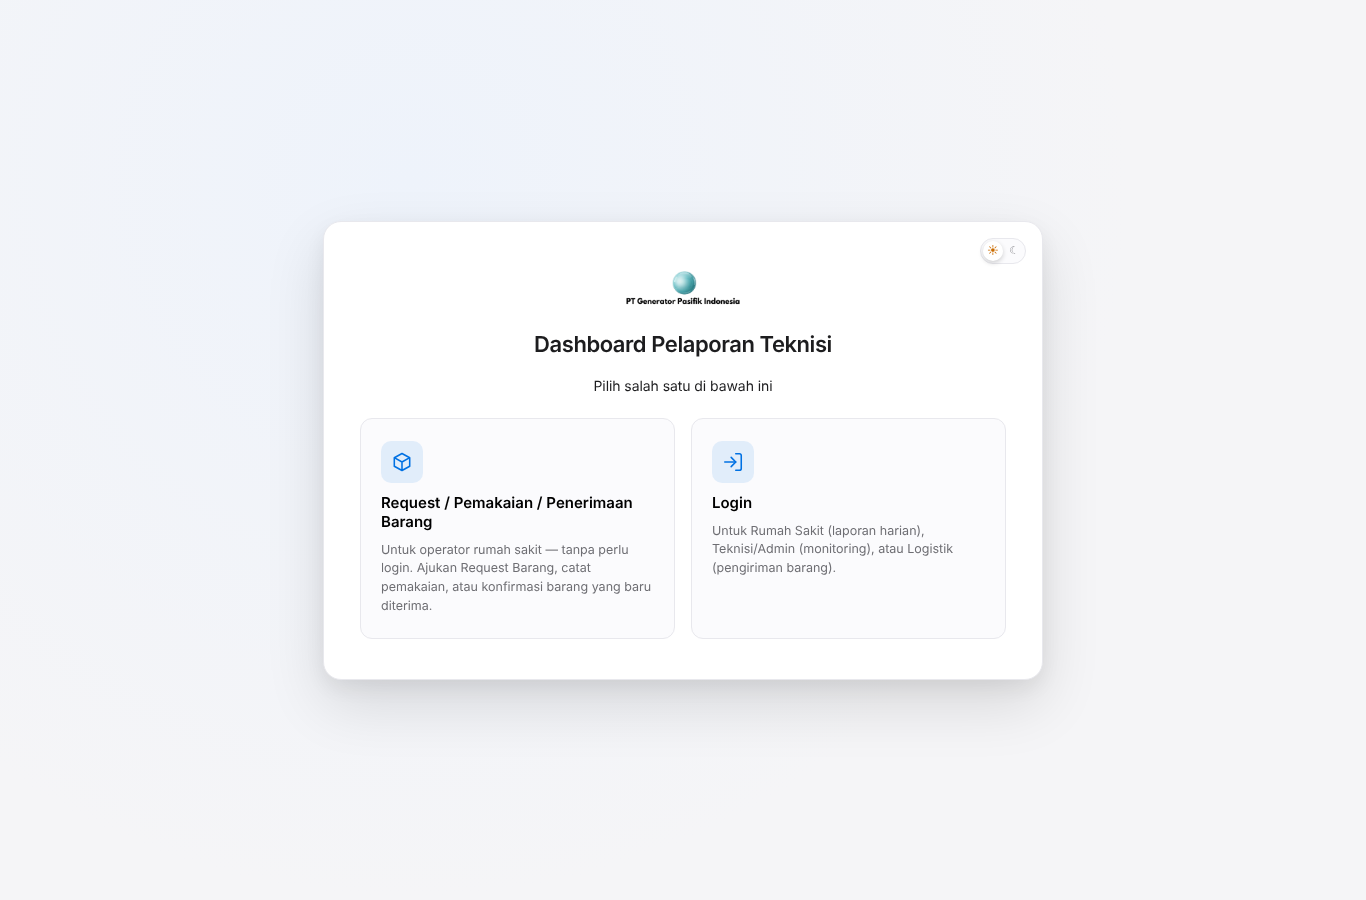 PT Generator Pasifik Indonesia
Dashboard Pelaporan Teknisi
Pilih salah satu di bawah ini
Request / Pemakaian / Penerimaan
Barang
Untuk operator rumah sakit — tanpa perlu
login. Ajukan Request Barang, catat
pemakaian, atau konfirmasi barang yang baru
diterima.
Login
Untuk Rumah Sakit (laporan harian),
Teknisi/Admin (monitoring), atau Logistik
(pengiriman barang).